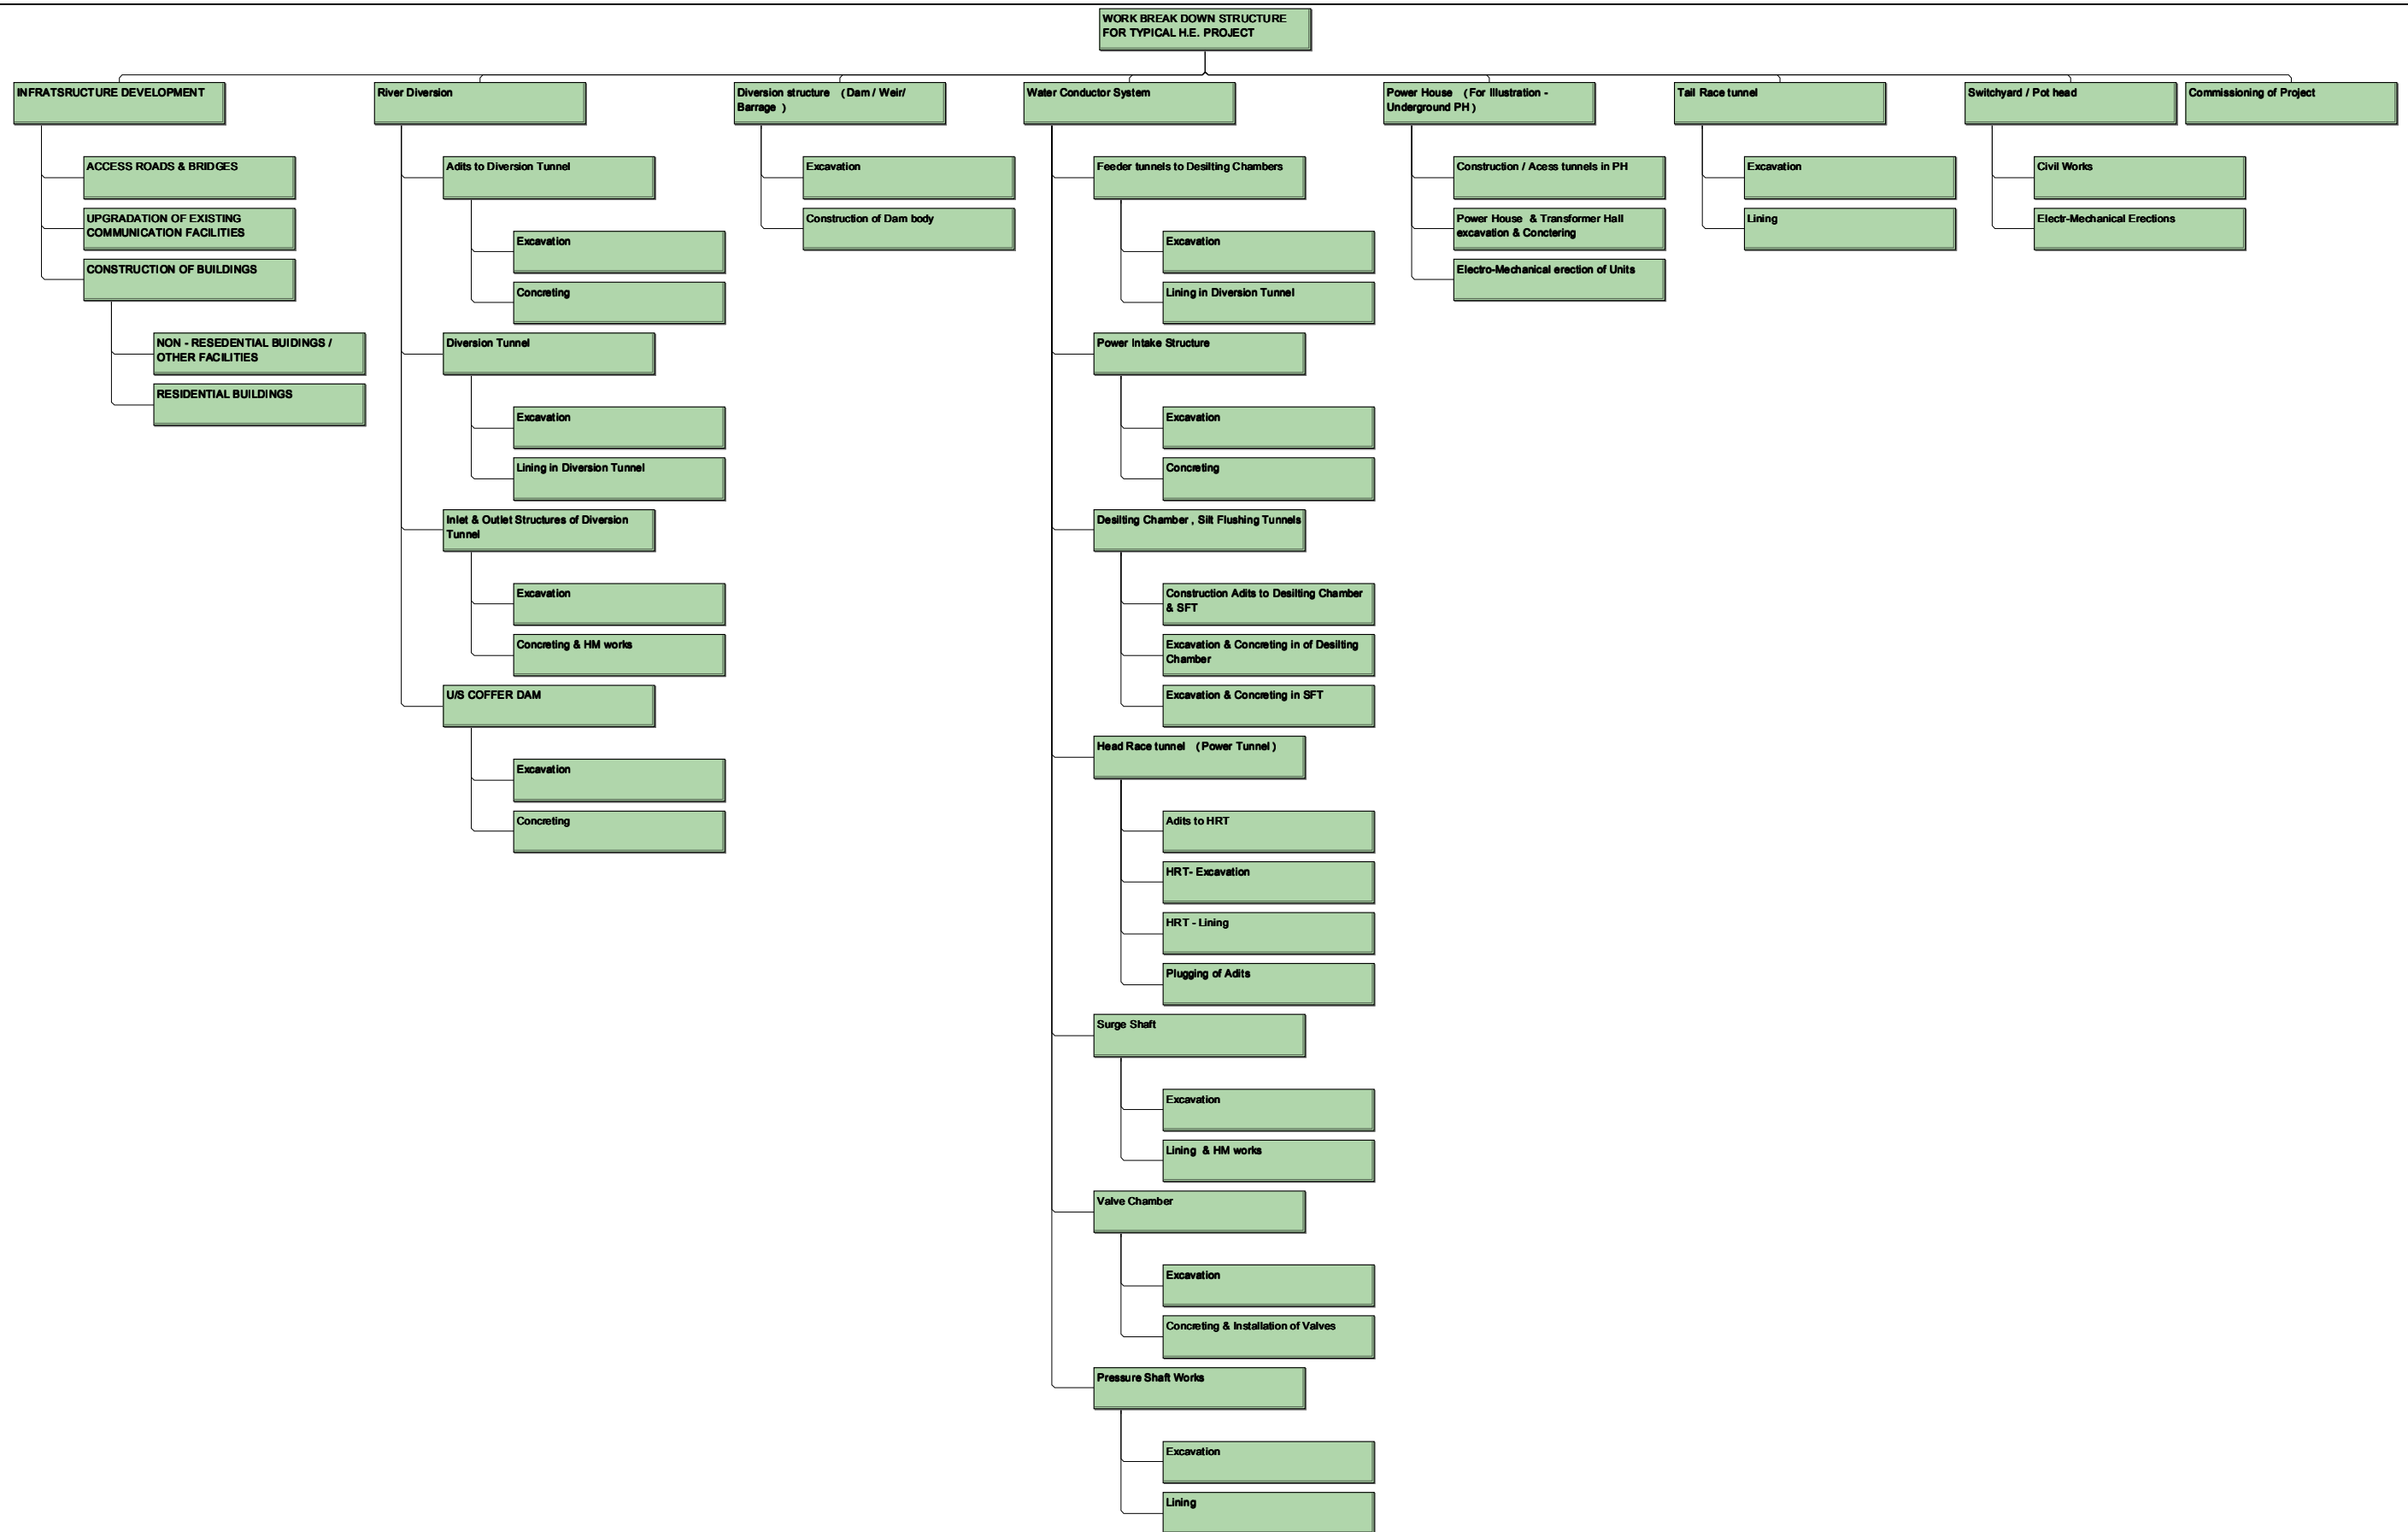 WORK BREAK DOWN STRUCTURE
FOR TYPICAL H.E. PROJECT
INFRATSRUCTURE DEVELOPMENT
ACCESS ROADS & BRIDGES
UPGRADATION OF EXISTING
COMMUNICATION FACILITIES
CONSTRUCTION OF BUILDINGS
NON - RESEDENTIAL BUIDINGS /
OTHER FACILITIES
RESIDENTIAL BUILDINGS
River Diversion
Adits to Diversion Tunnel
Excavation
Concreting
Diversion Tunnel
Excavation
Lining in Diversion Tunnel
Inlet & Outlet Structures of Diversion
Tunnel
Excavation
Concreting & HM works
U/S COFFER DAM
Excavation
Concreting
Diversion structure ( Dam / Weir/
Barrage )
Excavation
Construction of Dam body
Water Conductor System
Feeder tunnels to Desilting Chambers
Excavation
Lining in Diversion Tunnel
Power Intake Structure
Excavation
Concreting
Desilting Chamber , Silt Flushing Tunnels
Construction Adits to Desilting Chamber
& SFT
Excavation & Concreting in of Desilting
Chamber
Excavation & Concreting in SFT
Head Race tunnel ( Power Tunnel )
Adits to HRT
HRT- Excavation
HRT - Lining
Plugging of Adits
Surge Shaft
Excavation
Lining & HM works
Valve Chamber
Excavation
Concreting & Installation of Valves
Pressure Shaft Works
Excavation
Lining
Power House ( For Illustration -
Underground PH )
Construction / Acess tunnels in PH
Power House & Transformer Hall
excavation & Conctering
Electro-Mechanical erection of Units
Tail Race tunnel
Excavation
Lining
Switchyard / Pot head
Civil Works
Electr-Mechanical Erections
Commissioning of Project